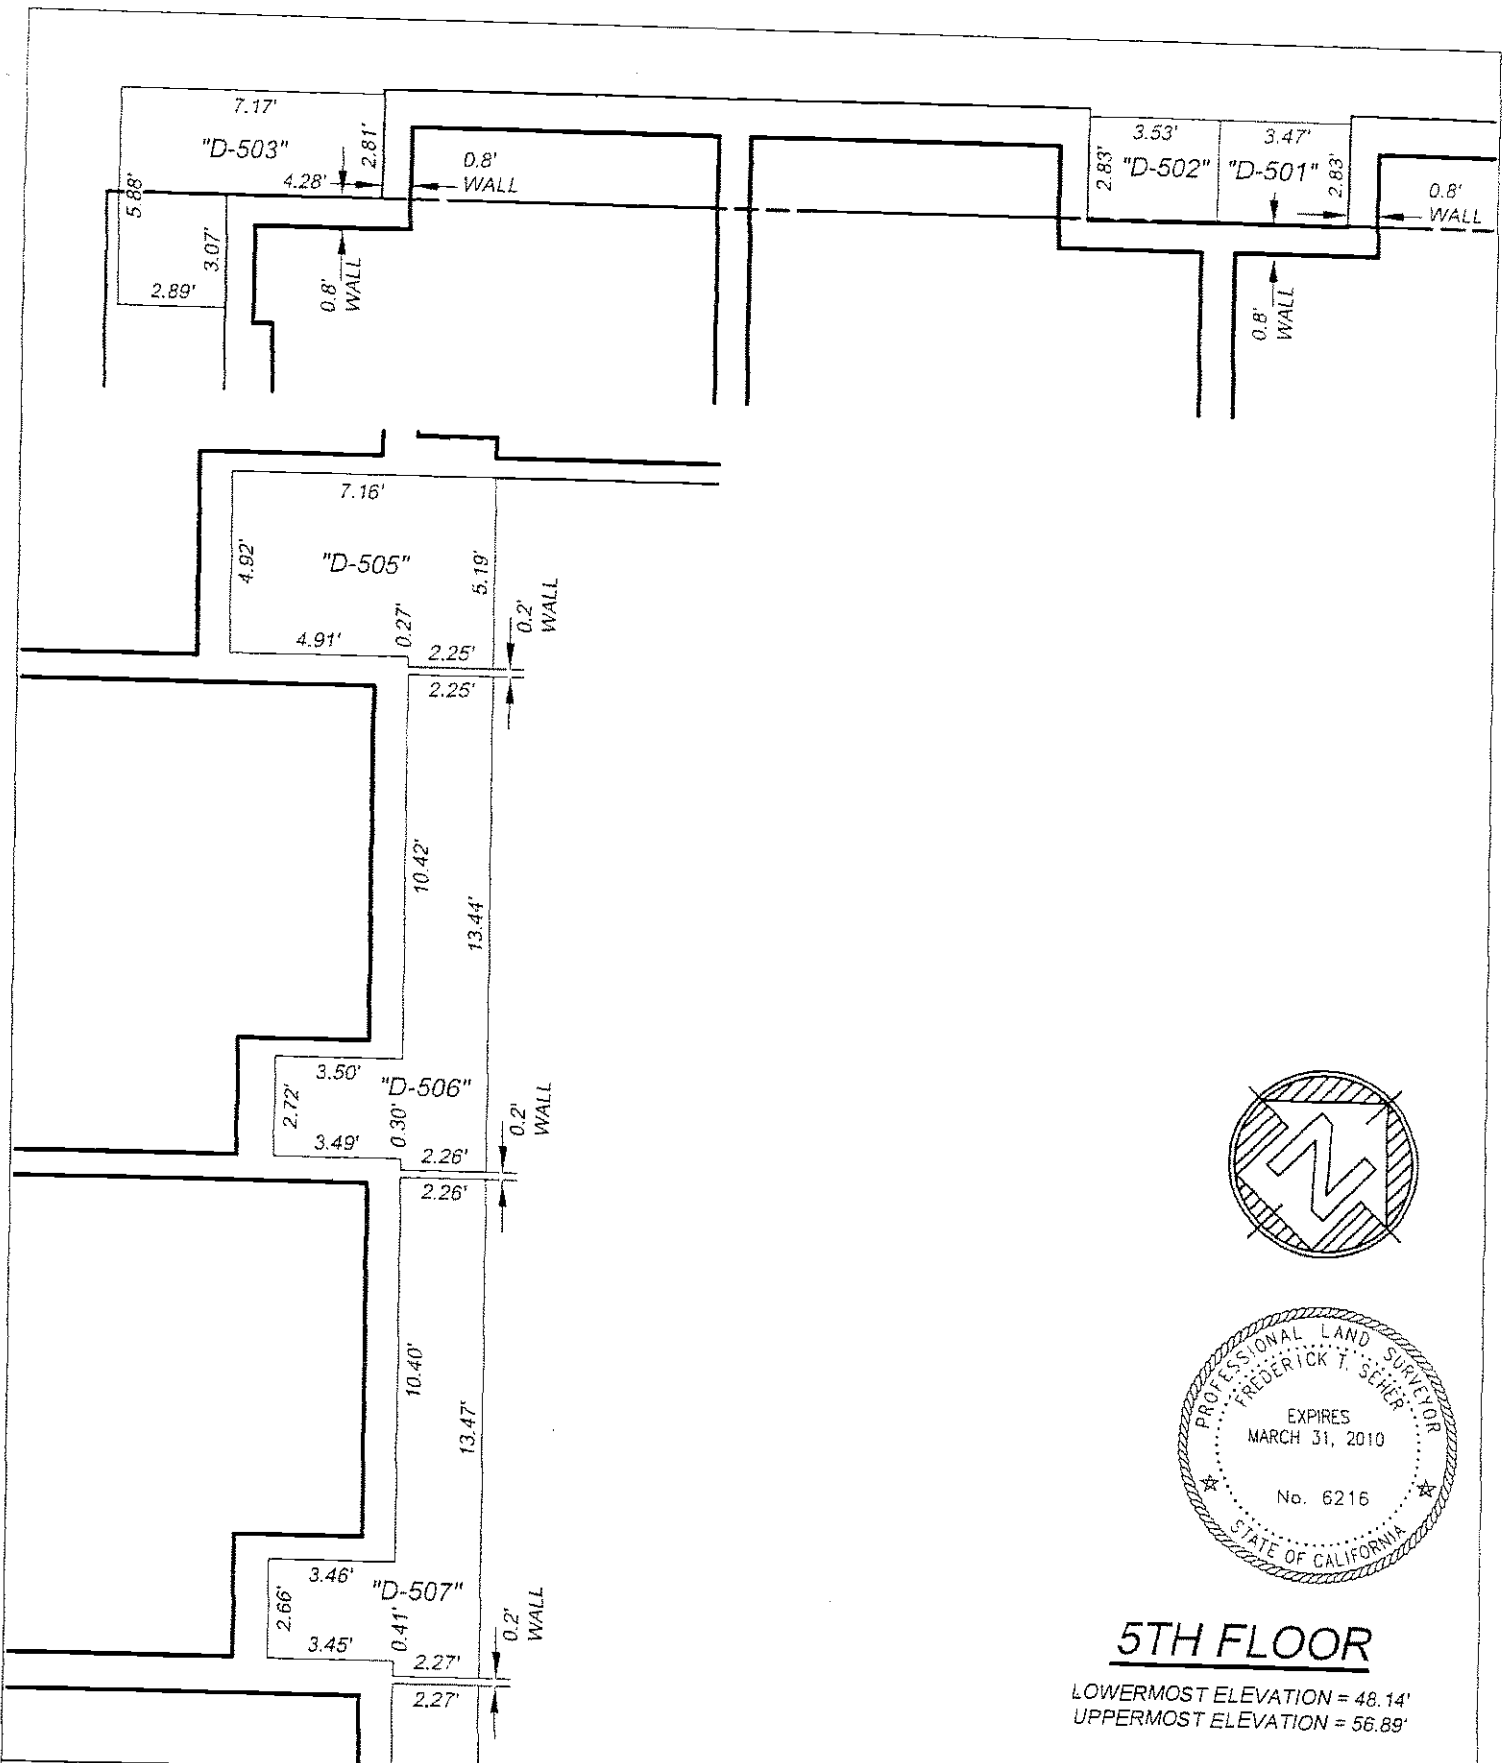 7.17'
"D-503"
2.81'
4.28'
0.8'
WALL
5.88'
3.07'
2.89'
0.8'
WALL
3.53'
3.47'
2.83'
"D-502"
"D-501"
2.83'
0.8'
WALL
0.8'
WALL
7.16'
4.92'
"D-505"
5.19'
4.91'
0.27'
2.25'
0.2'
WALL
2.25'
10.42'
13.44'
3.50'
"D-506"
2.72'
3.49'
0.30'
2.26'
0.2'
WALL
2.26'
10.40'
13.47'
3.46'
"D-507"
2.66'
3.45'
0.41'
2.27'
0.2'
WALL
2.27'
N
PROFESSIONAL LAND SURVEYOR
FREDERICK T. SEHER
EXPIRES
MARCH 31, 2010
No. 6216
STATE OF CALIFORNIA
5TH FLOOR
LOWERMOST ELEVATION = 48.14'
UPPERMOST ELEVATION = 56.89'